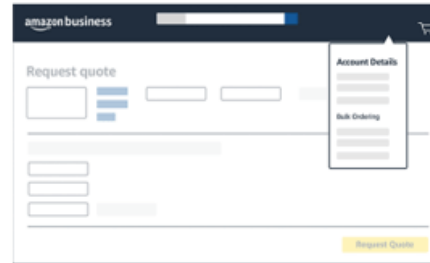 amazon business
Request quote
Account Details
Bulk Ordering
Request Quote